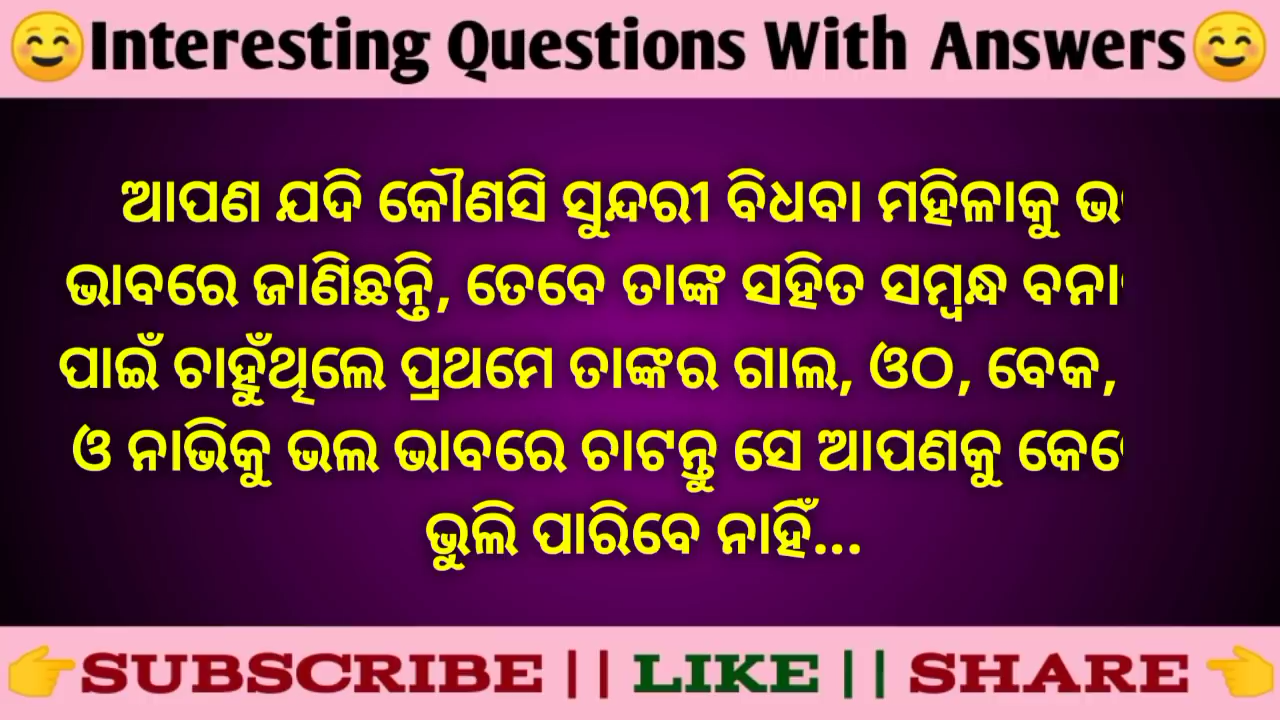 Interesting Questions With Answers
ଆପଣ ଯଦି କୌଣସି ସୁନ୍ଦରୀ ବିଧବା ମହିଳାକୁ
ଭାବରେ ଜାଣିଛନ୍ତି, ତେବେ ତାଙ୍କ ସହିତ ସମ୍ବନ୍ଧ
ପାଇଁ ଚାହୁଁଥିଲେ ପ୍ରଥମେ ତାଙ୍କର ଗାଲ, ଓଠ, ବେକ,
ଓ ନାଭିକୁ ଭଲ ଭାବରେ ଚାଟନ୍ତୁ ସେ ଆପଣକୁ
ଭୁଲି ପାରିବେ ନାହିଁ...
SUBSCRIBE || LIKE || SHARE